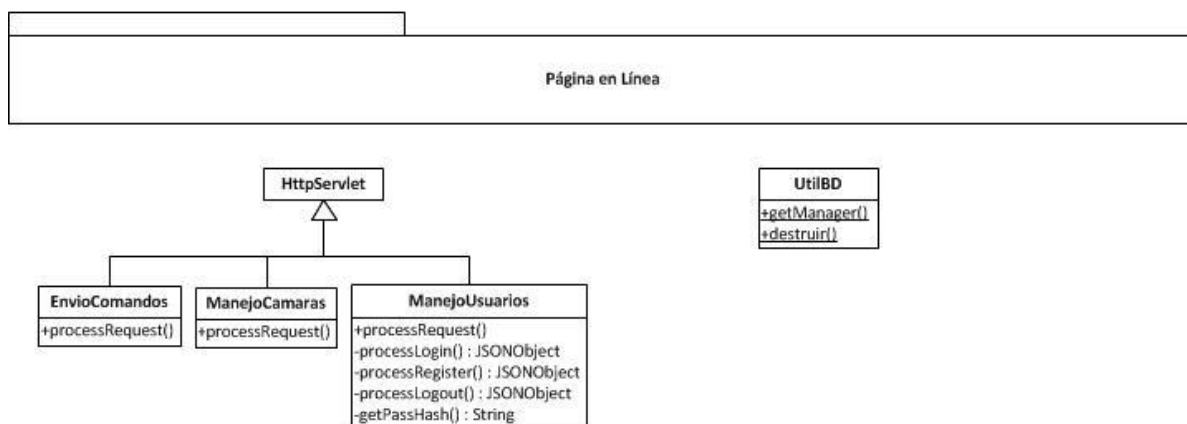 Página en Línea
HttpServlet
UtilBD
+getManager()
+destruir()
EnvioComandos
+processRequest()
ManejoCamaras
+processRequest()
ManejoUsuarios
+processRequest()
-processLogin() : JSONObject
-processRegister() : JSONObject
-processLogout() : JSONObject
-getPassHash() : String